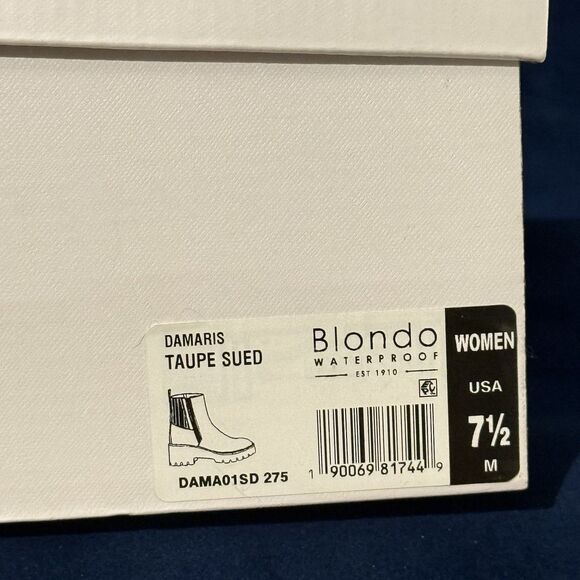 DAMARIS
TAUPE SUED
DAMA01SD 275
Blondo
WATERPROOF
EST 1910
1 90069 81744 9
WOMEN
USA
7½
M